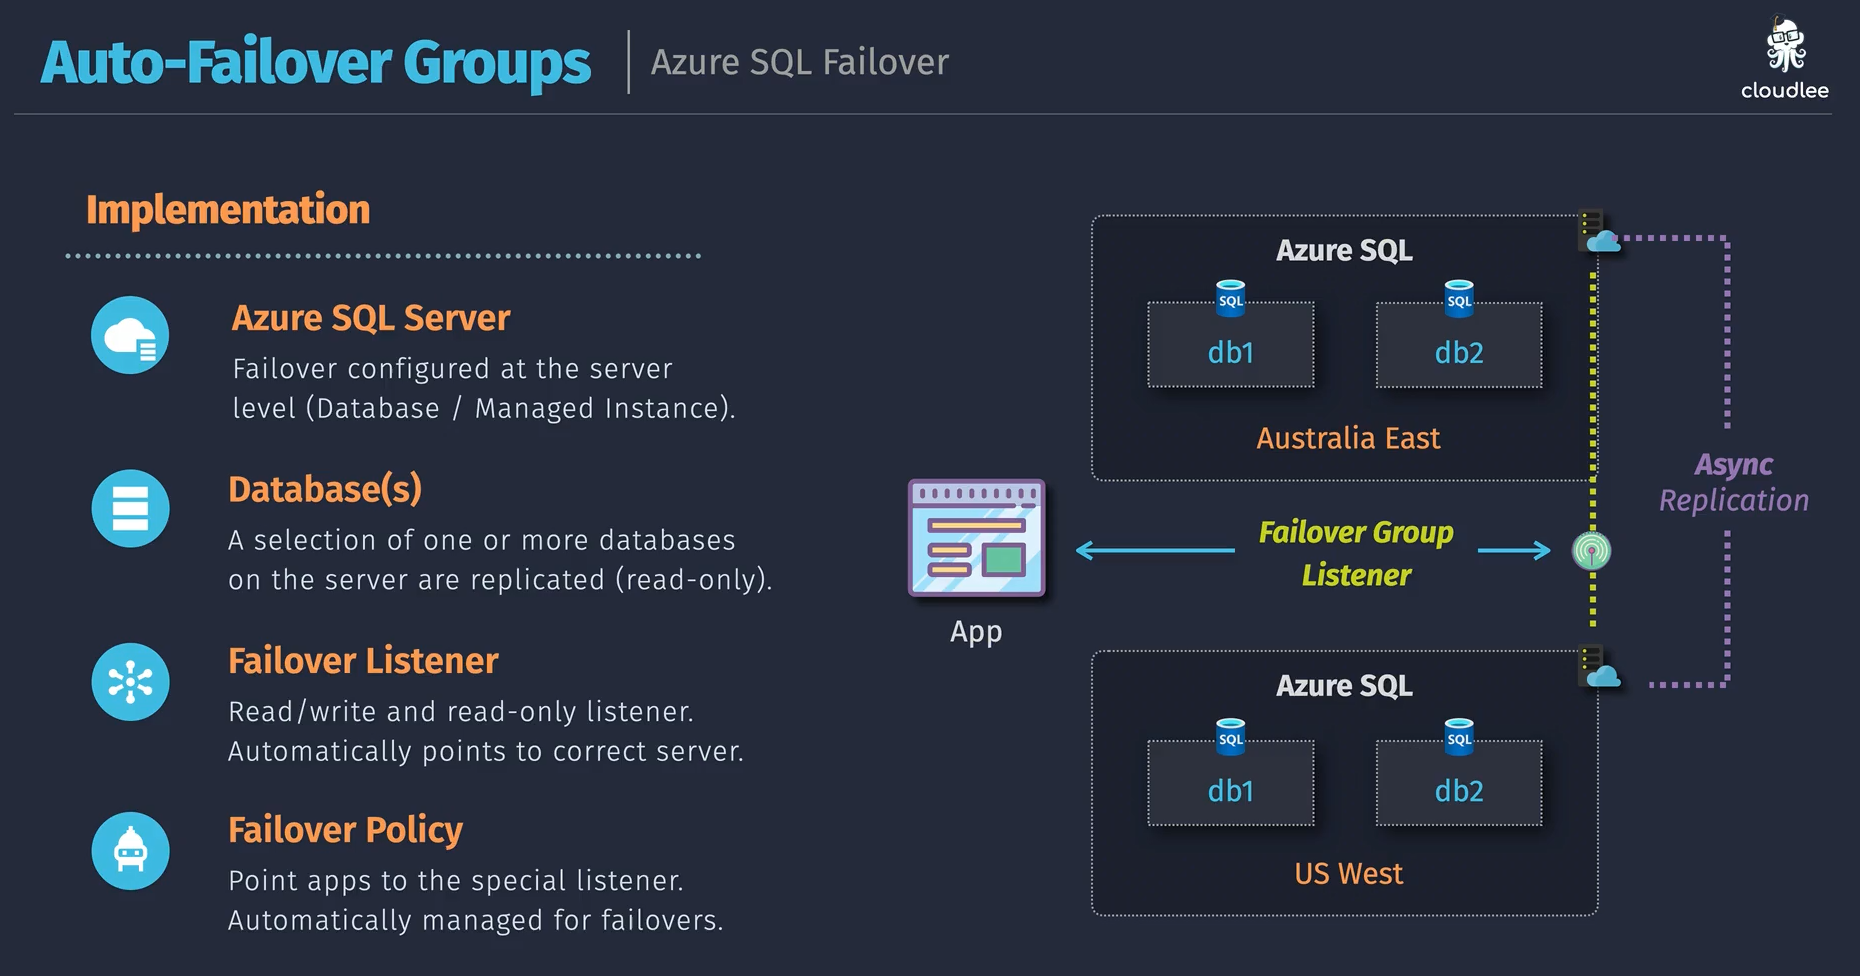 Auto-Failover Groups
Azure SQL Failover
cloudlee
Implementation
Azure SQL Server
Failover configured at the server
level (Database / Managed Instance).
Database(s)
A selection of one or more databases
on the server are replicated (read-only).
Failover Listener
Read/write and read-only listener.
Automatically points to correct server.
Failover Policy
Point apps to the special listener.
Automatically managed for failovers.
App
Azure SQL
SQL
SQL
db1
db2
Australia East
Failover Group
Listener
Async
Replication
Azure SQL
SQL
SQL
db1
db2
US West